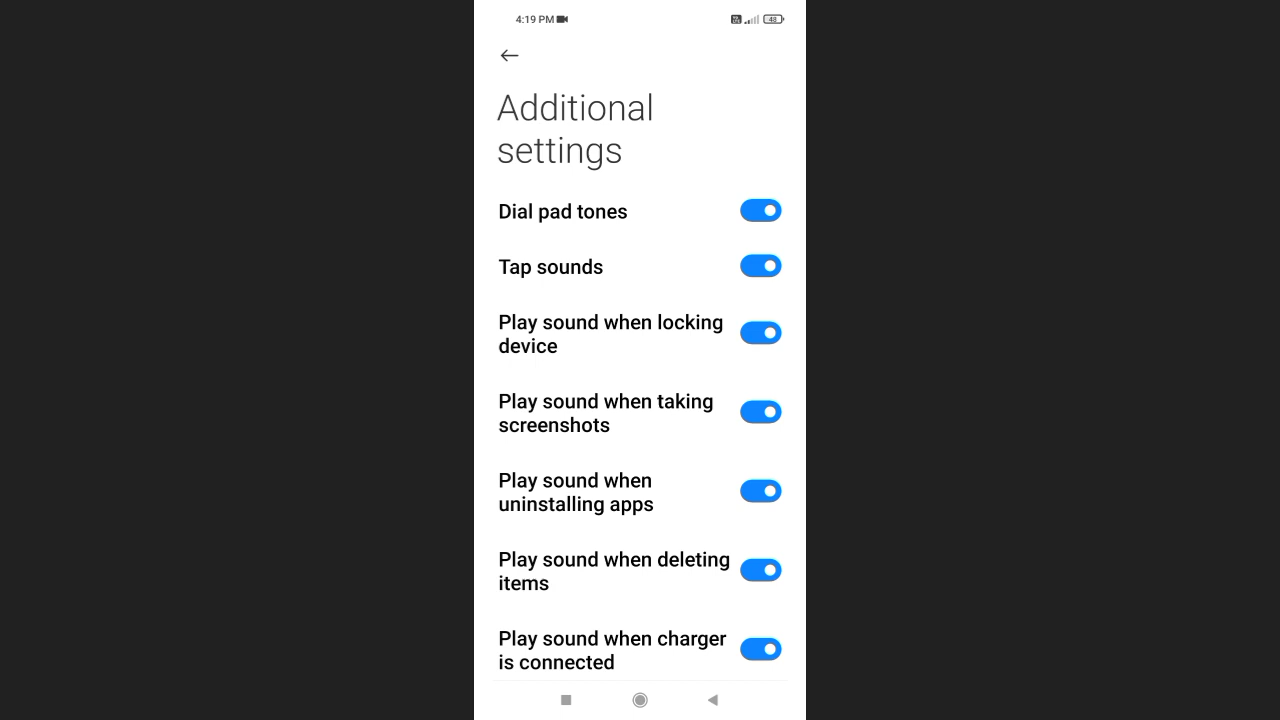 4:19 PM
48
Additional
settings
Dial pad tones
Tap sounds
Play sound when locking
device
Play sound when taking
screenshots
Play sound when
uninstalling apps
Play sound when deleting
items
Play sound when charger
is connected